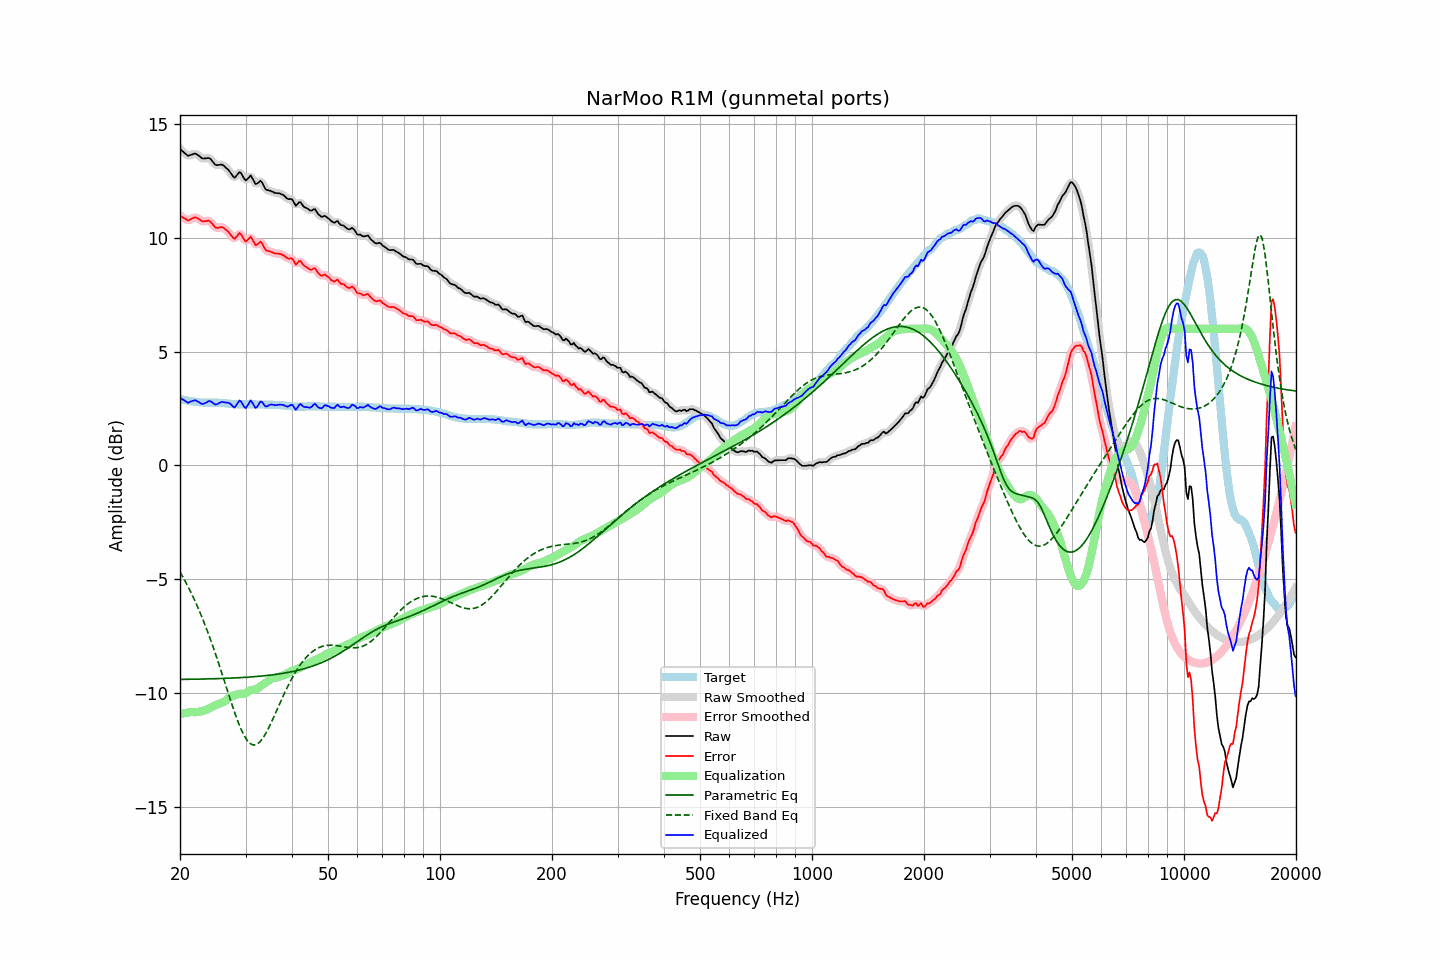 NarMoo R1M (gunmetal ports)
15
10
5
0
−5
−10
−15
Amplitude (dBr)
20
50
100
200
500
1000
2000
5000
10000
20000
Frequency (Hz)
Target
Raw Smoothed
Error Smoothed
Raw
Error
Equalization
Parametric Eq
Fixed Band Eq
Equalized